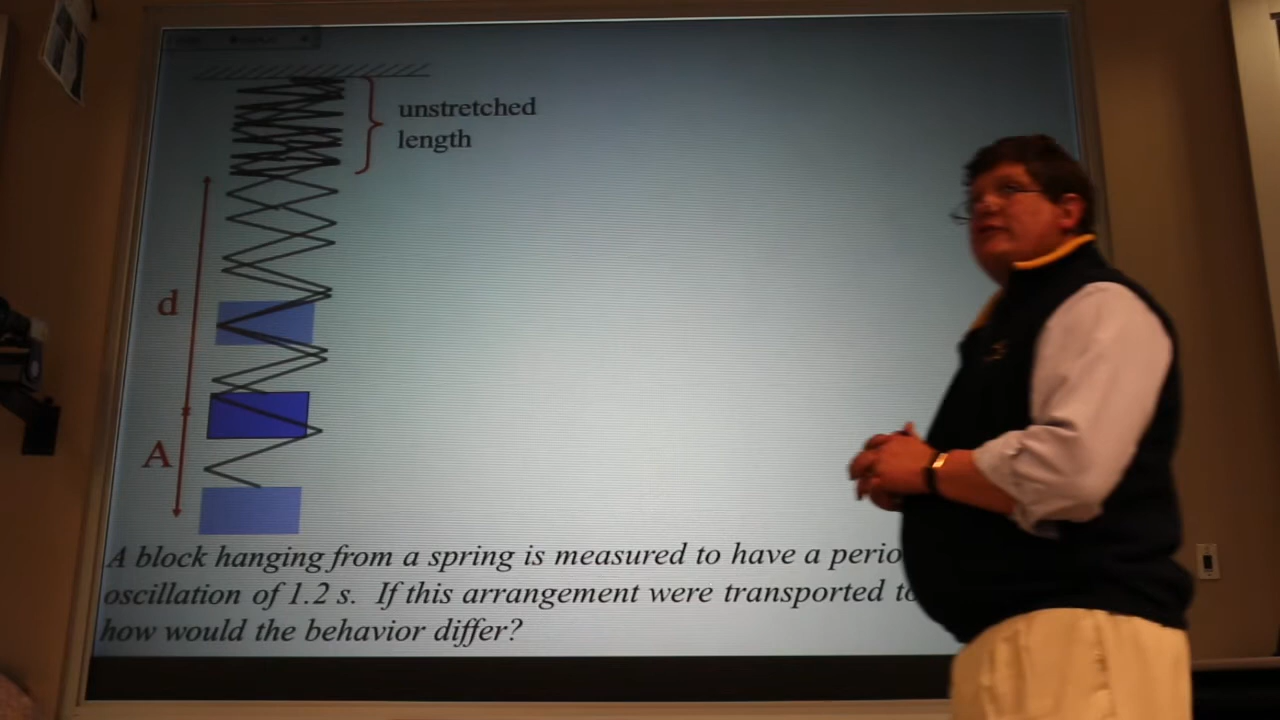 unstretched
length
d
A
A block hanging from a spring is measured to have a perio
oscillation of 1.2 s. If this arrangement were transported to
how would the behavior differ?